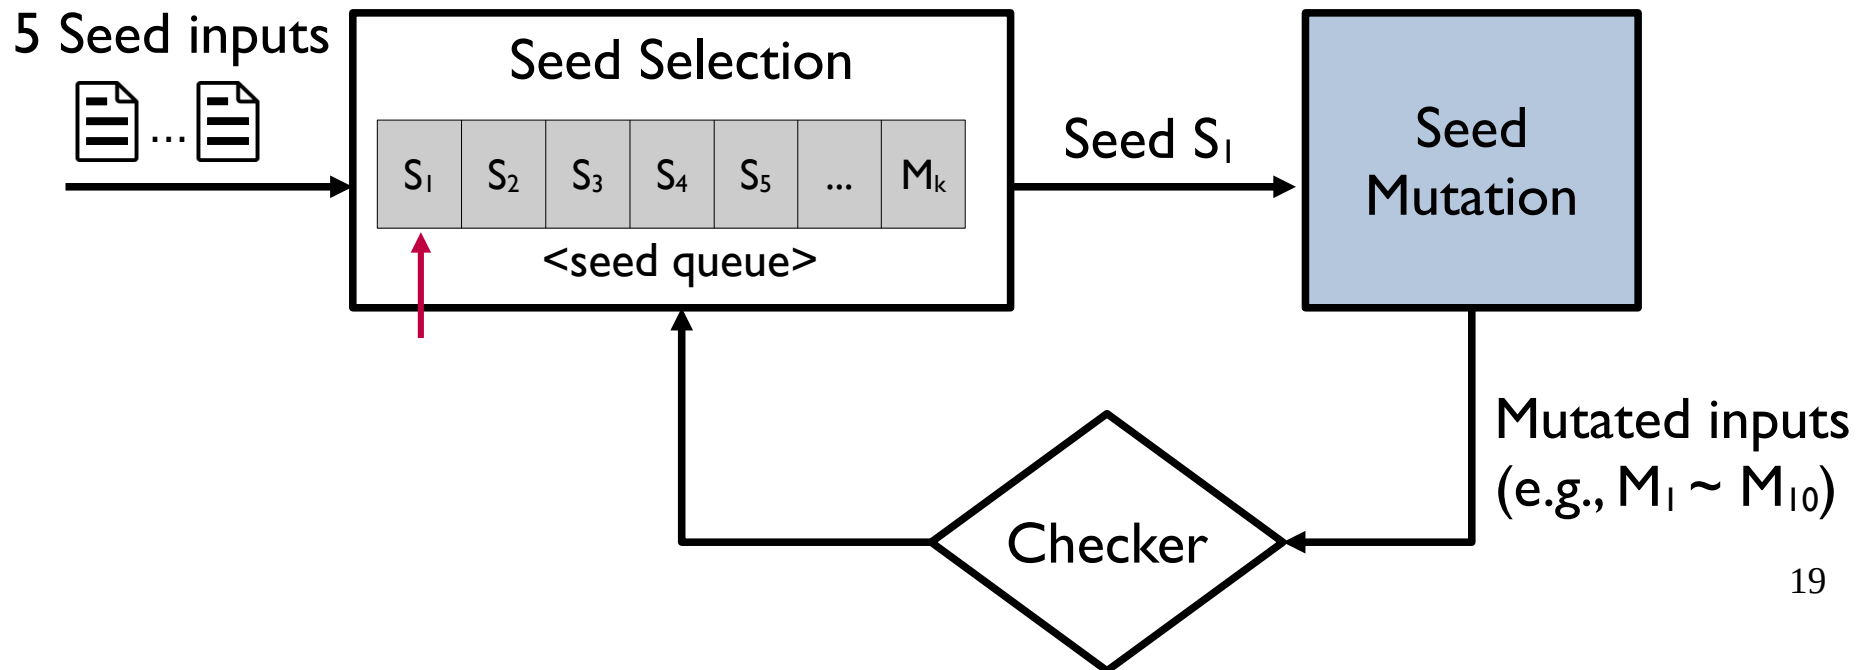 5 Seed inputs
...
Seed Selection
S₁ S₂ S₃ S₄ S₅ ... Mₖ
<seed queue>
Seed S₁
Seed
Mutation
Mutated inputs
(e.g., M₁ ~ M₁₀)
Checker
19